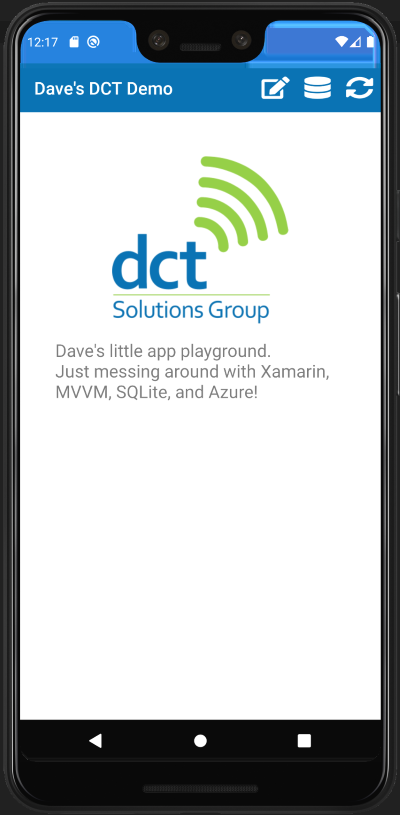 12:17
Dave's DCT Demo
dct
Solutions Group
Dave's little app playground.
Just messing around with Xamarin,
MVVM, SQLite, and Azure!